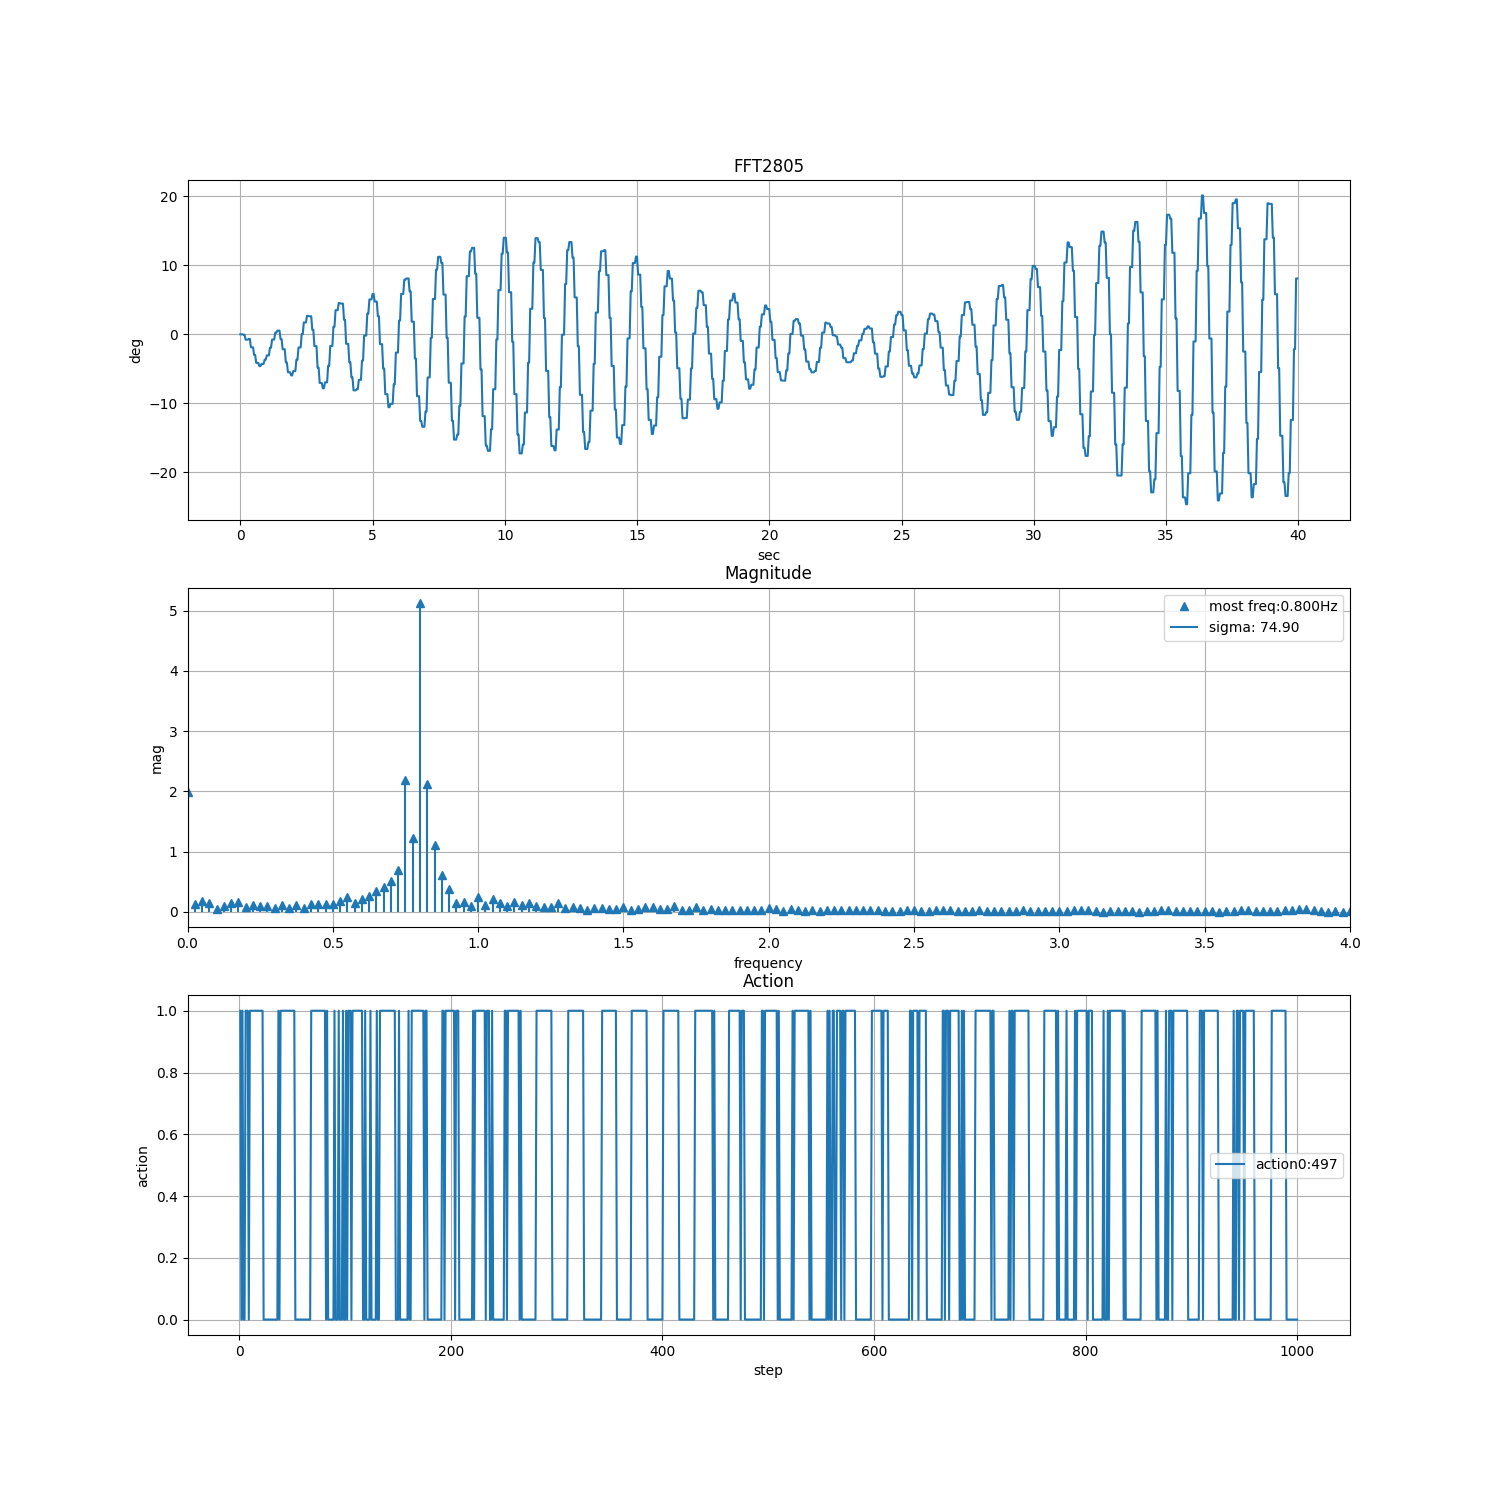 FFT2805
20
10
0
−10
−20
deg
0 5 10 15 20 25 30 35 40
sec
Magnitude
5
4
3
2
1
0
mag
most freq:0.800Hz
sigma: 74.90
0.0 0.5 1.0 1.5 2.0 2.5 3.0 3.5 4.0
frequency
Action
1.0
0.8
0.6
0.4
0.2
0.0
action
action0:497
0 200 400 600 800 1000
step